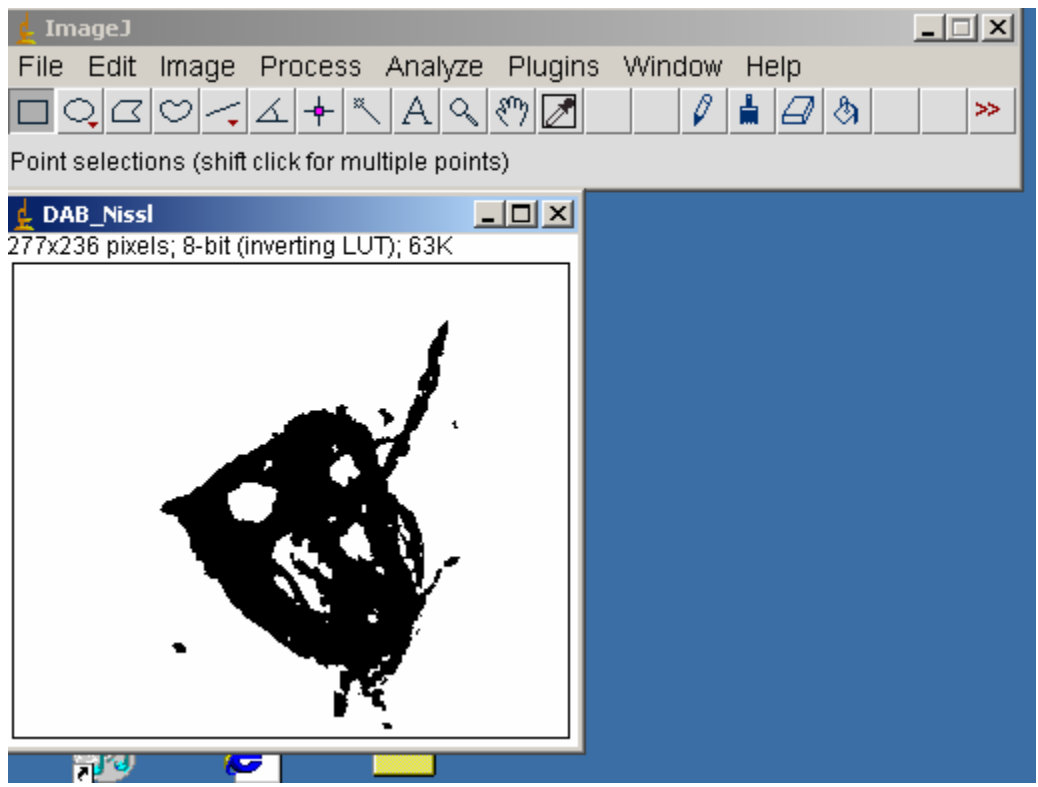 ImageJ
File Edit Image Process Analyze Plugins Window Help
A
>>
Point selections (shift click for multiple points)
DAB_Nissl
277x236 pixels; 8-bit (inverting LUT); 63K